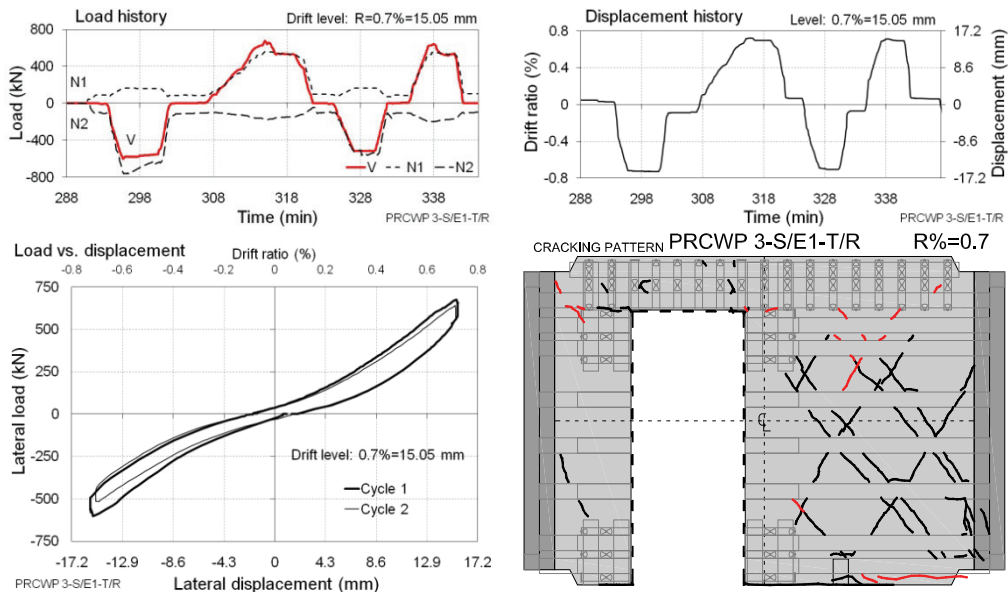 Load history
Drift level: R=0.7%=15.05 mm
Load (kN)
800
400
0
-400
-800
N1
N2
V
V N1 N2
288 298 308 318 328 338
Time (min)
PRCWP 3-S/E1-T/R
Displacement history
Level: 0.7%=15.05 mm
Drift ratio (%)
0.8
0.4
0
-0.4
-0.8
17.2
8.6
0
-8.6
-17.2
Displacement (mm)
288 298 308 318 328 338
Time (min)
PRCWP 3-S/E1-T/R
Load vs. displacement
Drift ratio (%)
-0.8 -0.6 -0.4 -0.2 0 0.2 0.4 0.6 0.8
Lateral load (kN)
750
500
250
0
-250
-500
-750
Drift level: 0.7%=15.05 mm
Cycle 1
Cycle 2
-17.2 -12.9 -8.6 -4.3 0 4.3 8.6 12.9 17.2
PRCWP 3-S/E1-T/R
Lateral displacement (mm)
CRACKING PATTERN PRCWP 3-S/E1-T/R R%=0.7
CL